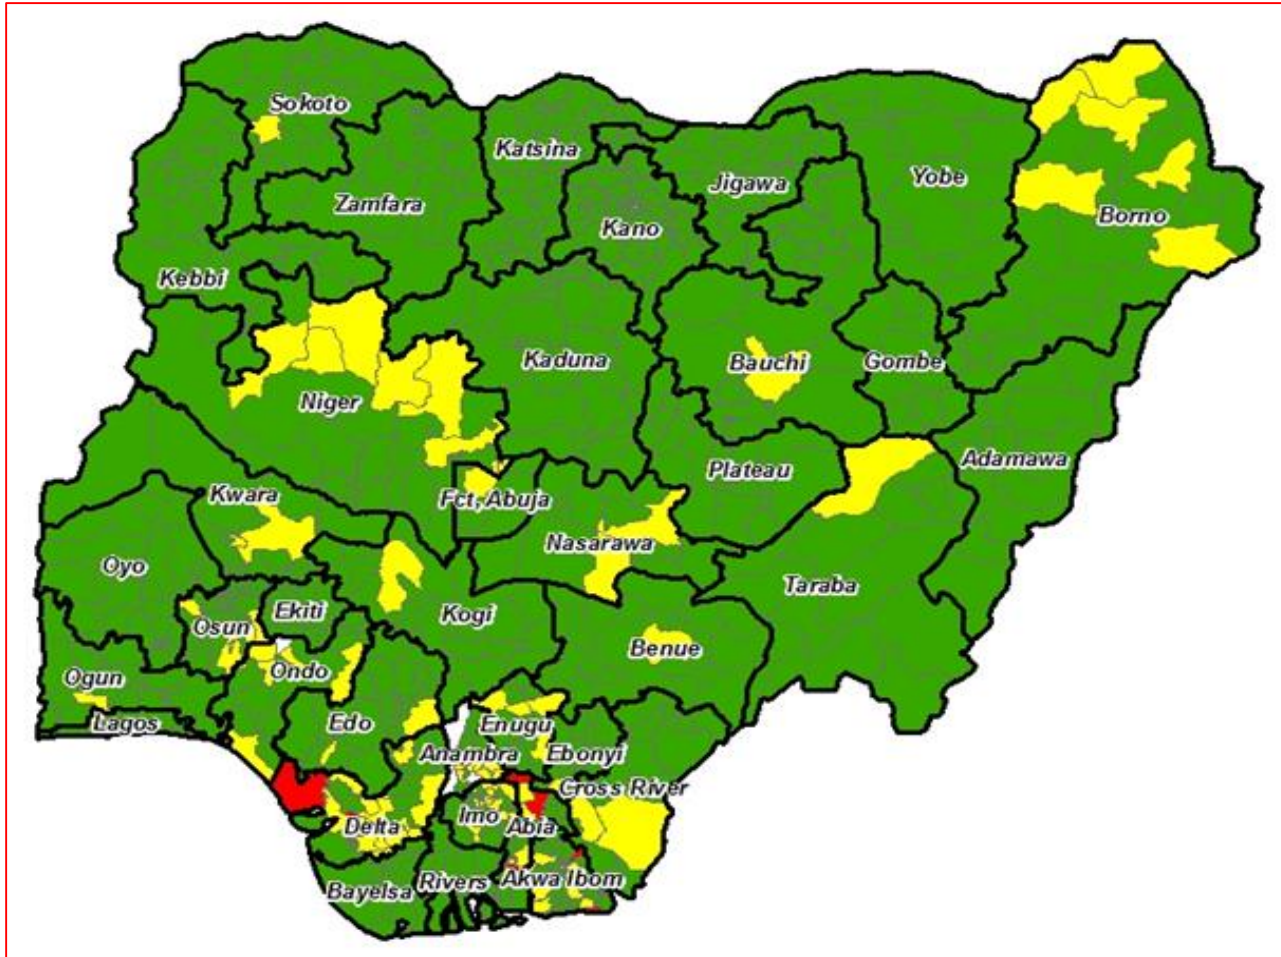 Sokoto
Katsina
Jigawa
Yobe
Zamfara
Kano
Borno
Kebbi
Kaduna
Bauchi
Gombe
Niger
Adamawa
Plateau
Kwara
Fct, Abuja
Nasarawa
Oyo
Taraba
Ekiti
Kogi
Osun
Benue
Ondo
Ogun
Lagos
Edo
Enugu
Anambra
Ebonyi
Cross River
Delta
Imo
Abia
Bayelsa
Rivers
Akwa Ibom